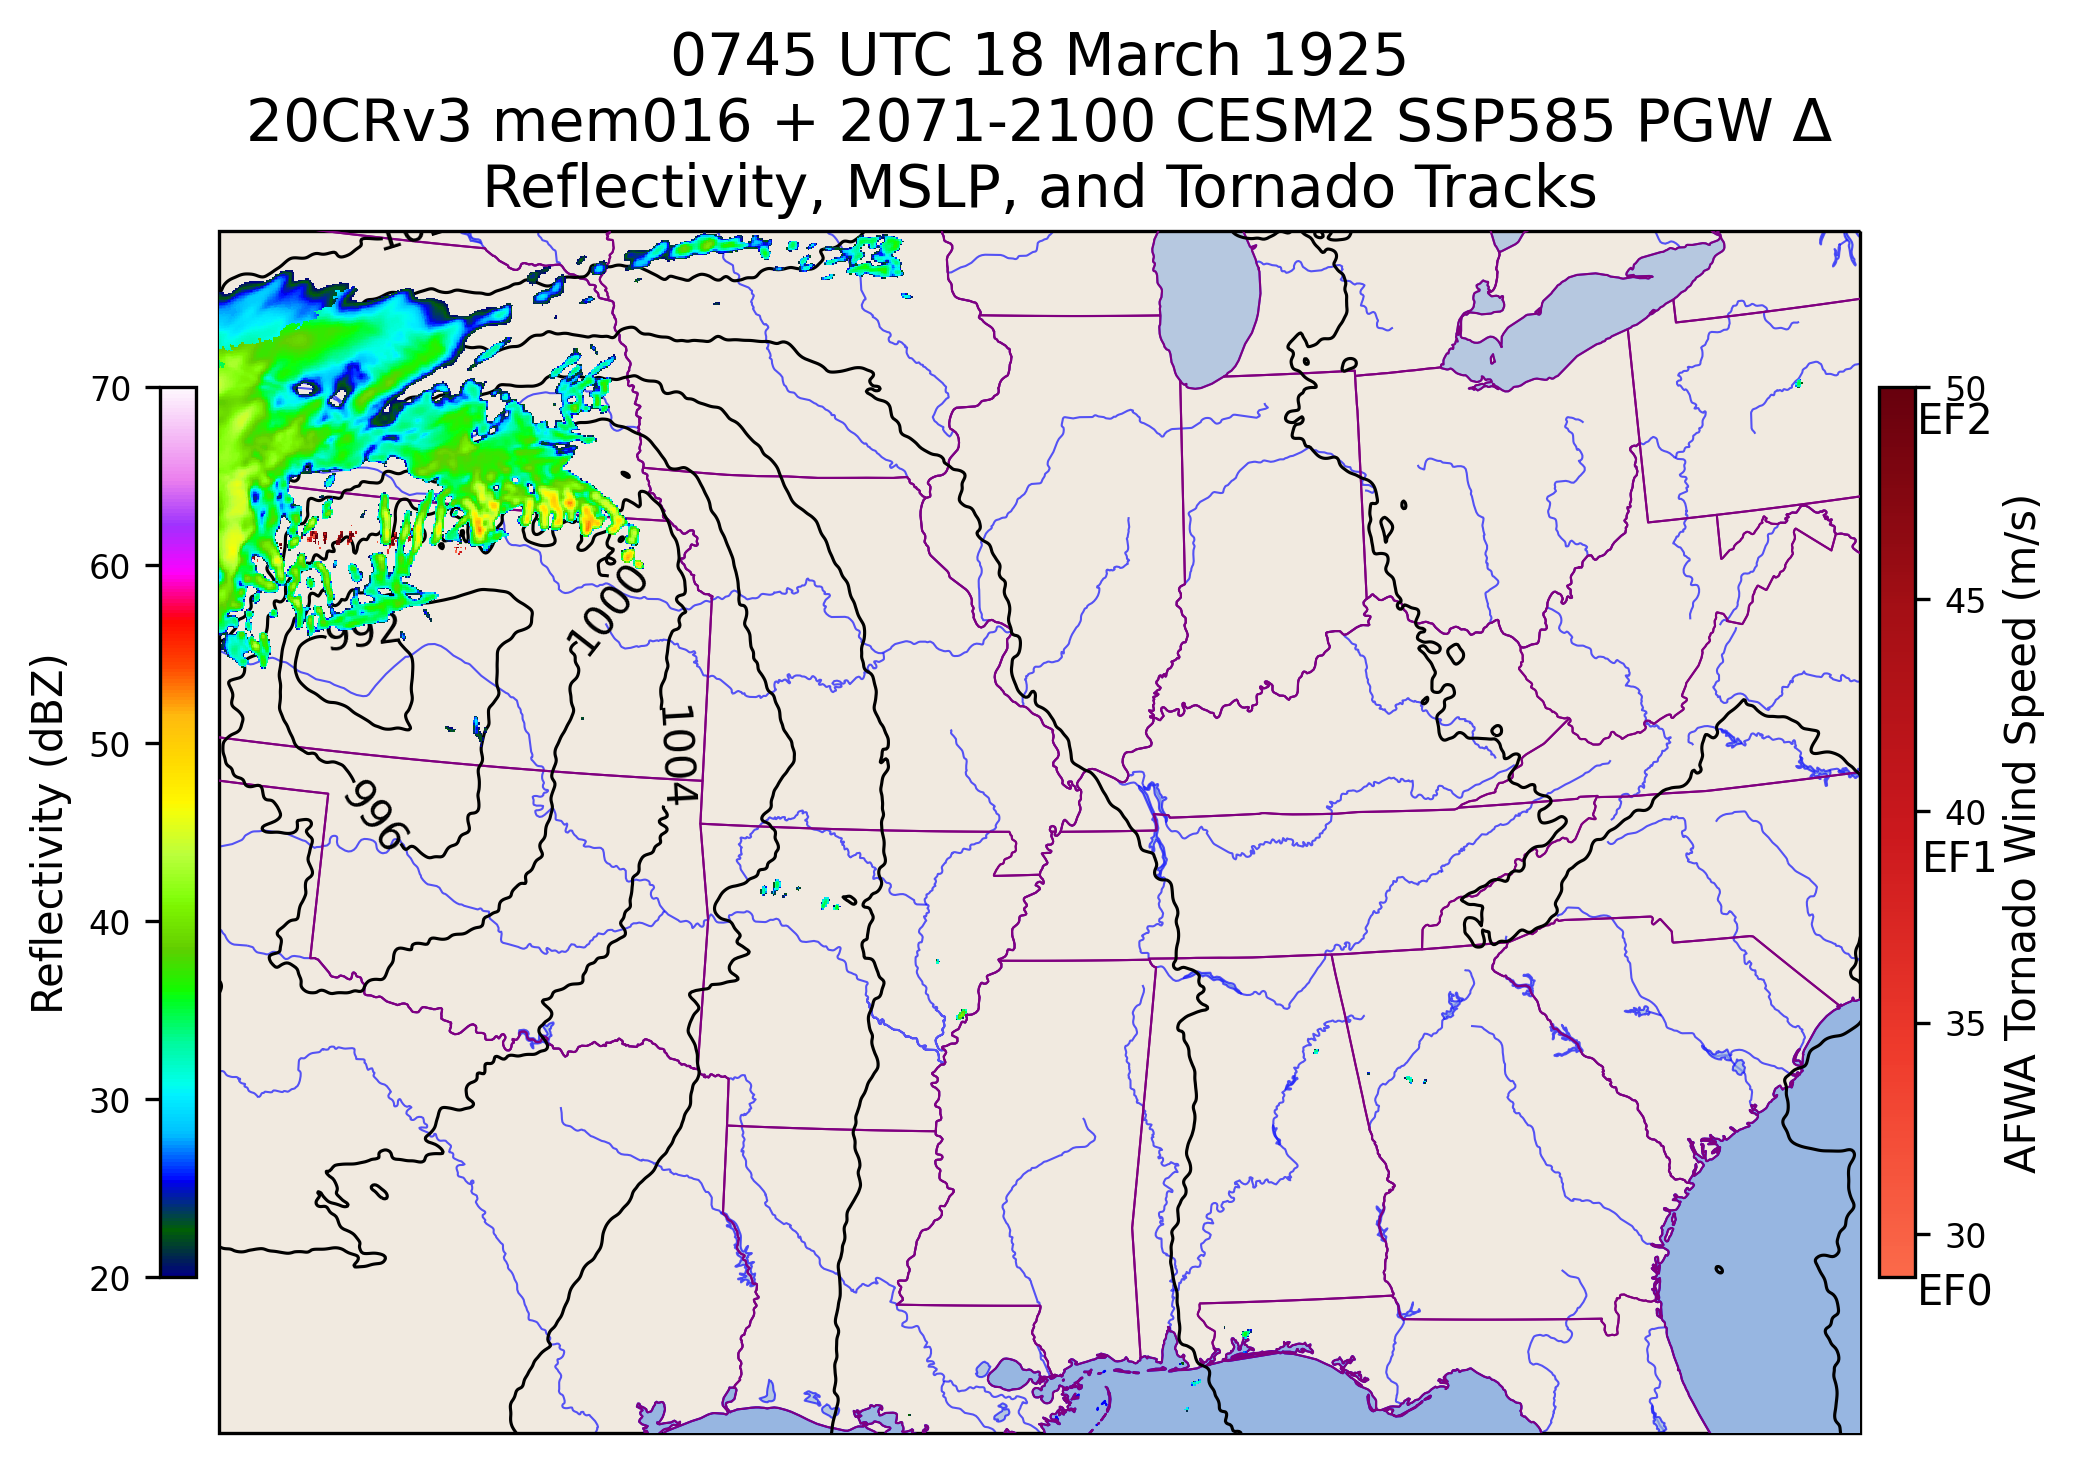 0745 UTC 18 March 1925
20CRv3 mem016 + 2071-2100 CESM2 SSP585 PGW Δ
Reflectivity, MSLP, and Tornado Tracks
Reflectivity (dBZ)
70
60
50
40
30
20
992
996
1000
1004
50
EF2
45
40
EF1
35
30
EF0
AFWA Tornado Wind Speed (m/s)